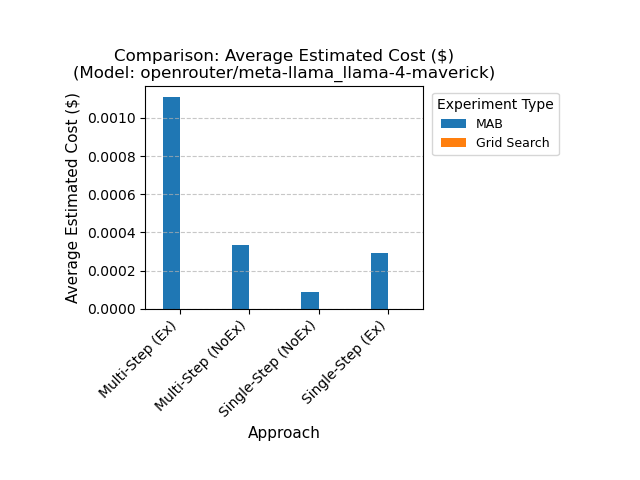 Comparison: Average Estimated Cost ($)
(Model: openrouter/meta-llama_llama-4-maverick)
Experiment Type
MAB
Grid Search
Average Estimated Cost ($)
0.0010
0.0008
0.0006
0.0004
0.0002
0.0000
Multi-Step (Ex)
Multi-Step (NoEx)
Single-Step (NoEx)
Single-Step (Ex)
Approach